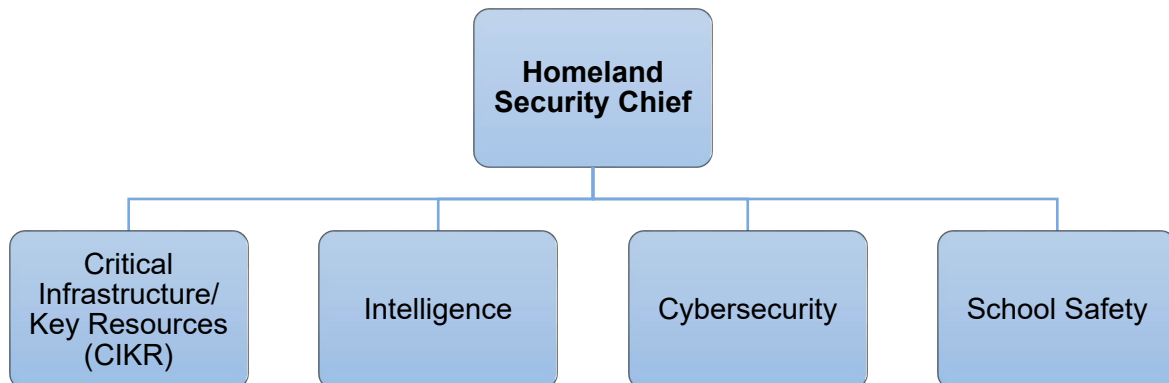 Homeland
Security Chief
Critical
Infrastructure/
Key Resources
(CIKR)
Intelligence
Cybersecurity
School Safety